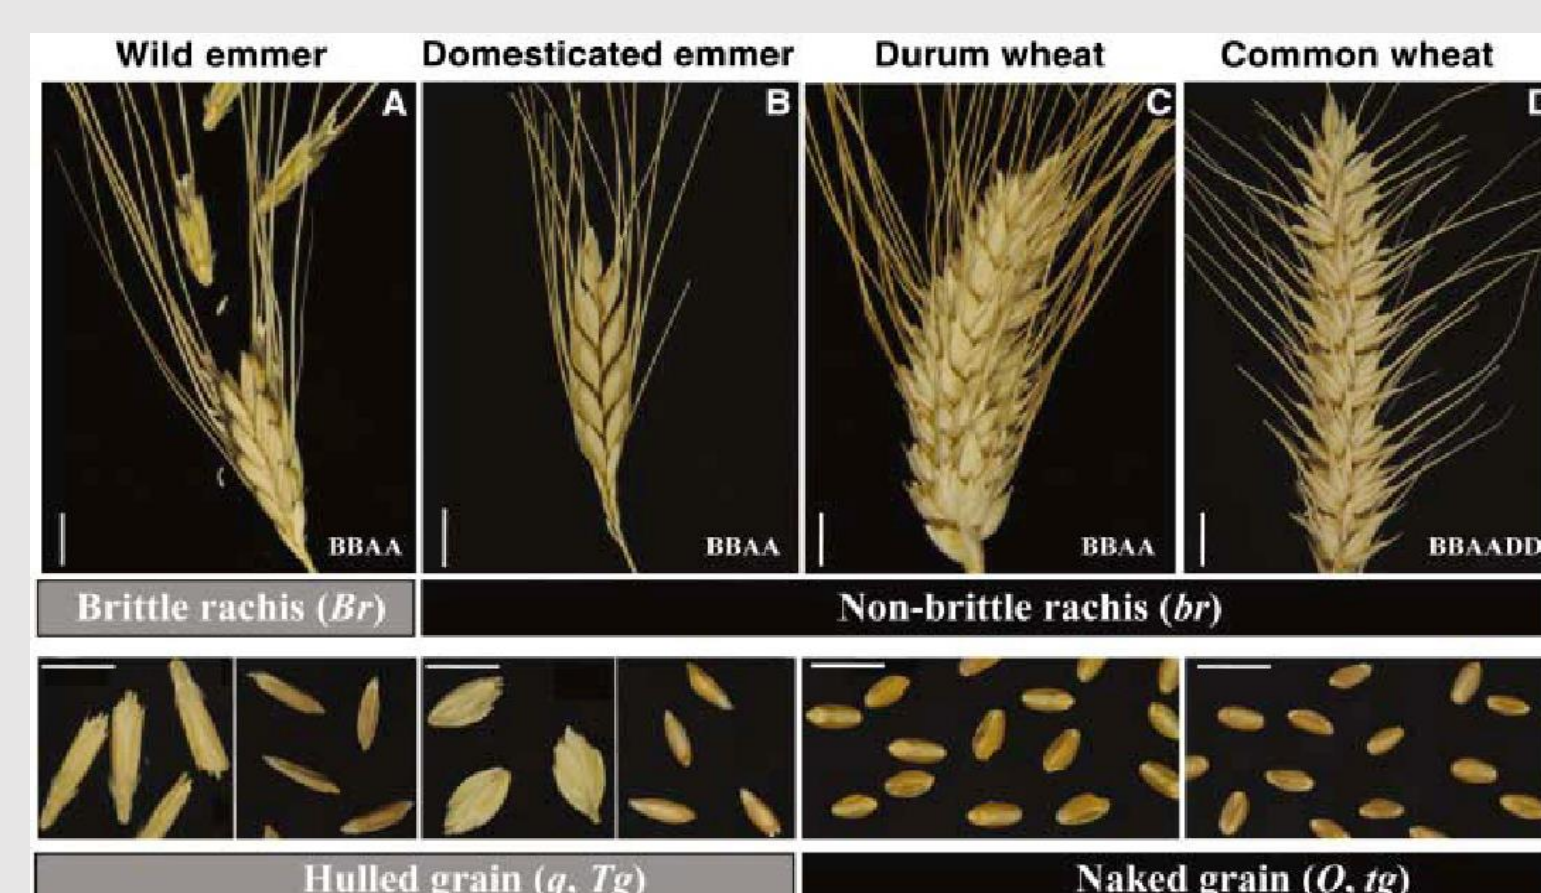 Wild emmer
Domesticated emmer
Durum wheat
Common wheat
A
B
C
D
BBAA
BBAA
BBAA
BBAADD
Brittle rachis (Br)
Non-brittle rachis (br)
Hulled grain (q, Tg)
Naked grain (Q, tg)